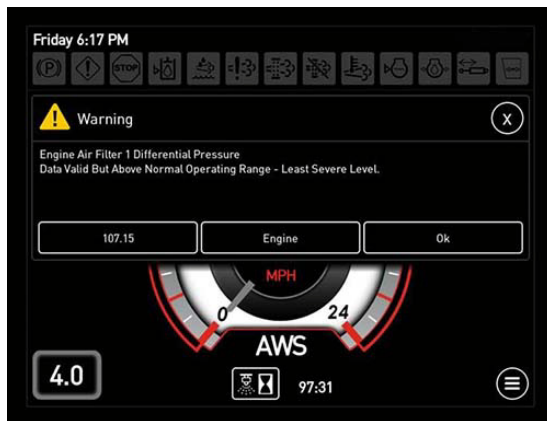 Friday 6:17 PM
(P) STOP
Warning
X
Engine Air Filter 1 Differential Pressure
Data Valid But Above Normal Operating Range - Least Severe Level.
107.15 Engine Ok
MPH
0 24
AWS
4.0 97:31